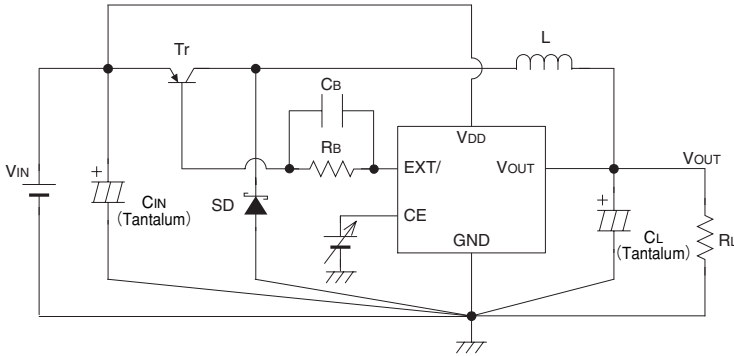 L
Tr
CB
RB
VDD
VIN
+
CIN
(Tantalum)
SD
EXT/
VOUT
VOUT
CE
GND
+
CL
(Tantalum)
RL